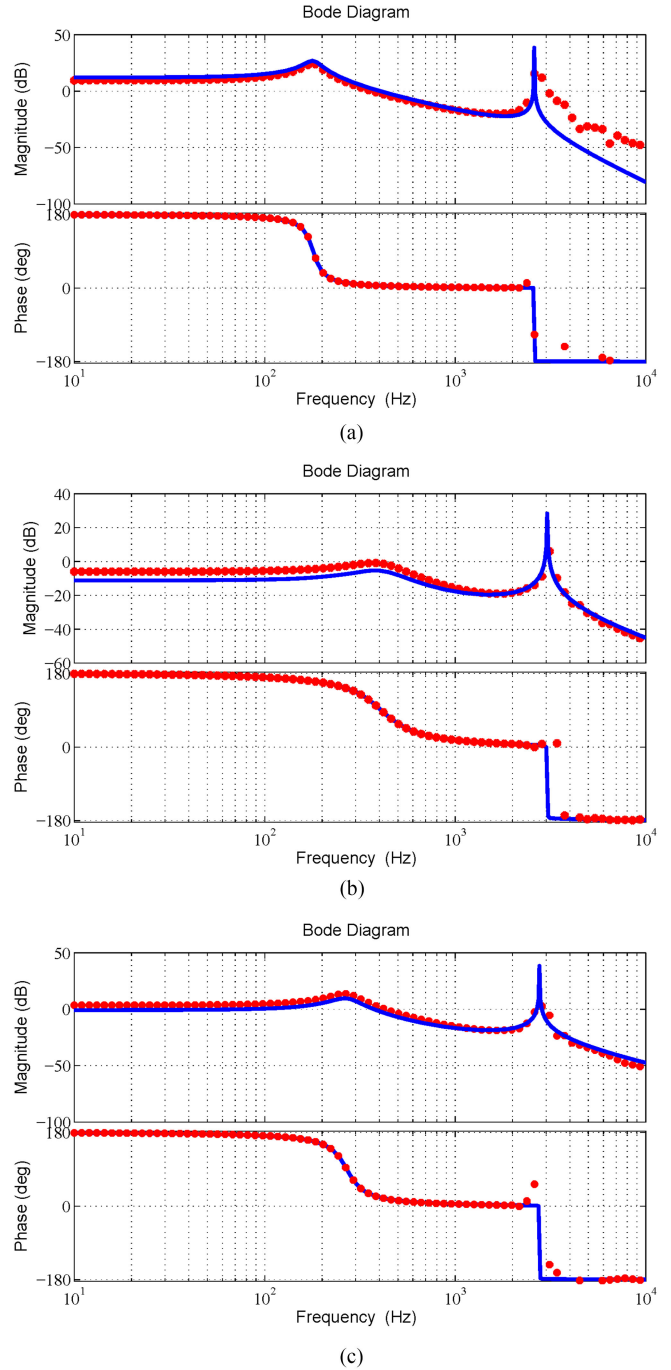 Bode Diagram
50
0
−50
−100
Magnitude (dB)
180
0
−180
Phase (deg)
10^1
10^2
10^3
10^4
Frequency (Hz)
(a)
Bode Diagram
40
20
0
−20
−40
−60
Magnitude (dB)
180
0
−180
Phase (deg)
10^1
10^2
10^3
10^4
Frequency (Hz)
(b)
Bode Diagram
50
0
−50
−100
Magnitude (dB)
180
0
−180
Phase (deg)
10^1
10^2
10^3
10^4
Frequency (Hz)
(c)